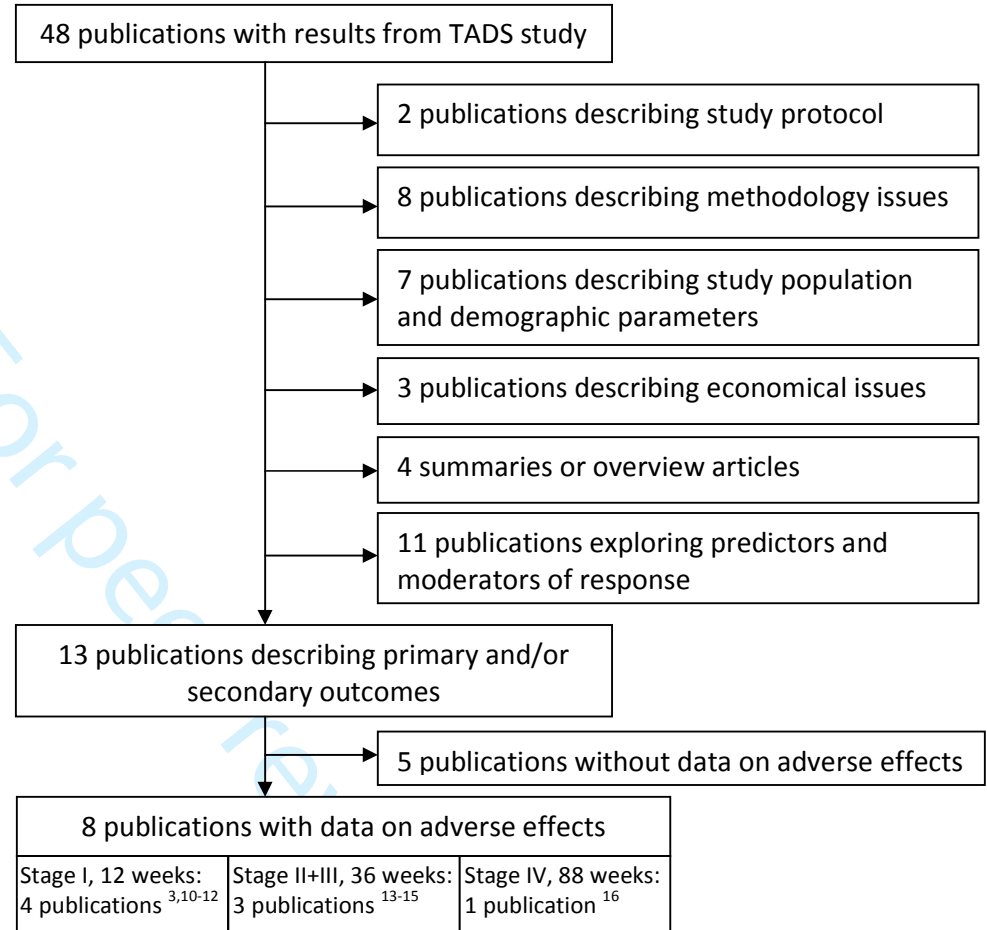 48 publications with results from TADS study
2 publications describing study protocol
8 publications describing methodology issues
7 publications describing study population
and demographic parameters
3 publications describing economical issues
4 summaries or overview articles
11 publications exploring predictors and
moderators of response
13 publications describing primary and/or
secondary outcomes
5 publications without data on adverse effects
8 publications with data on adverse effects
Stage I, 12 weeks:
4 publications 3,10-12
Stage II+III, 36 weeks:
3 publications 13-15
Stage IV, 88 weeks:
1 publication 16
For peer re